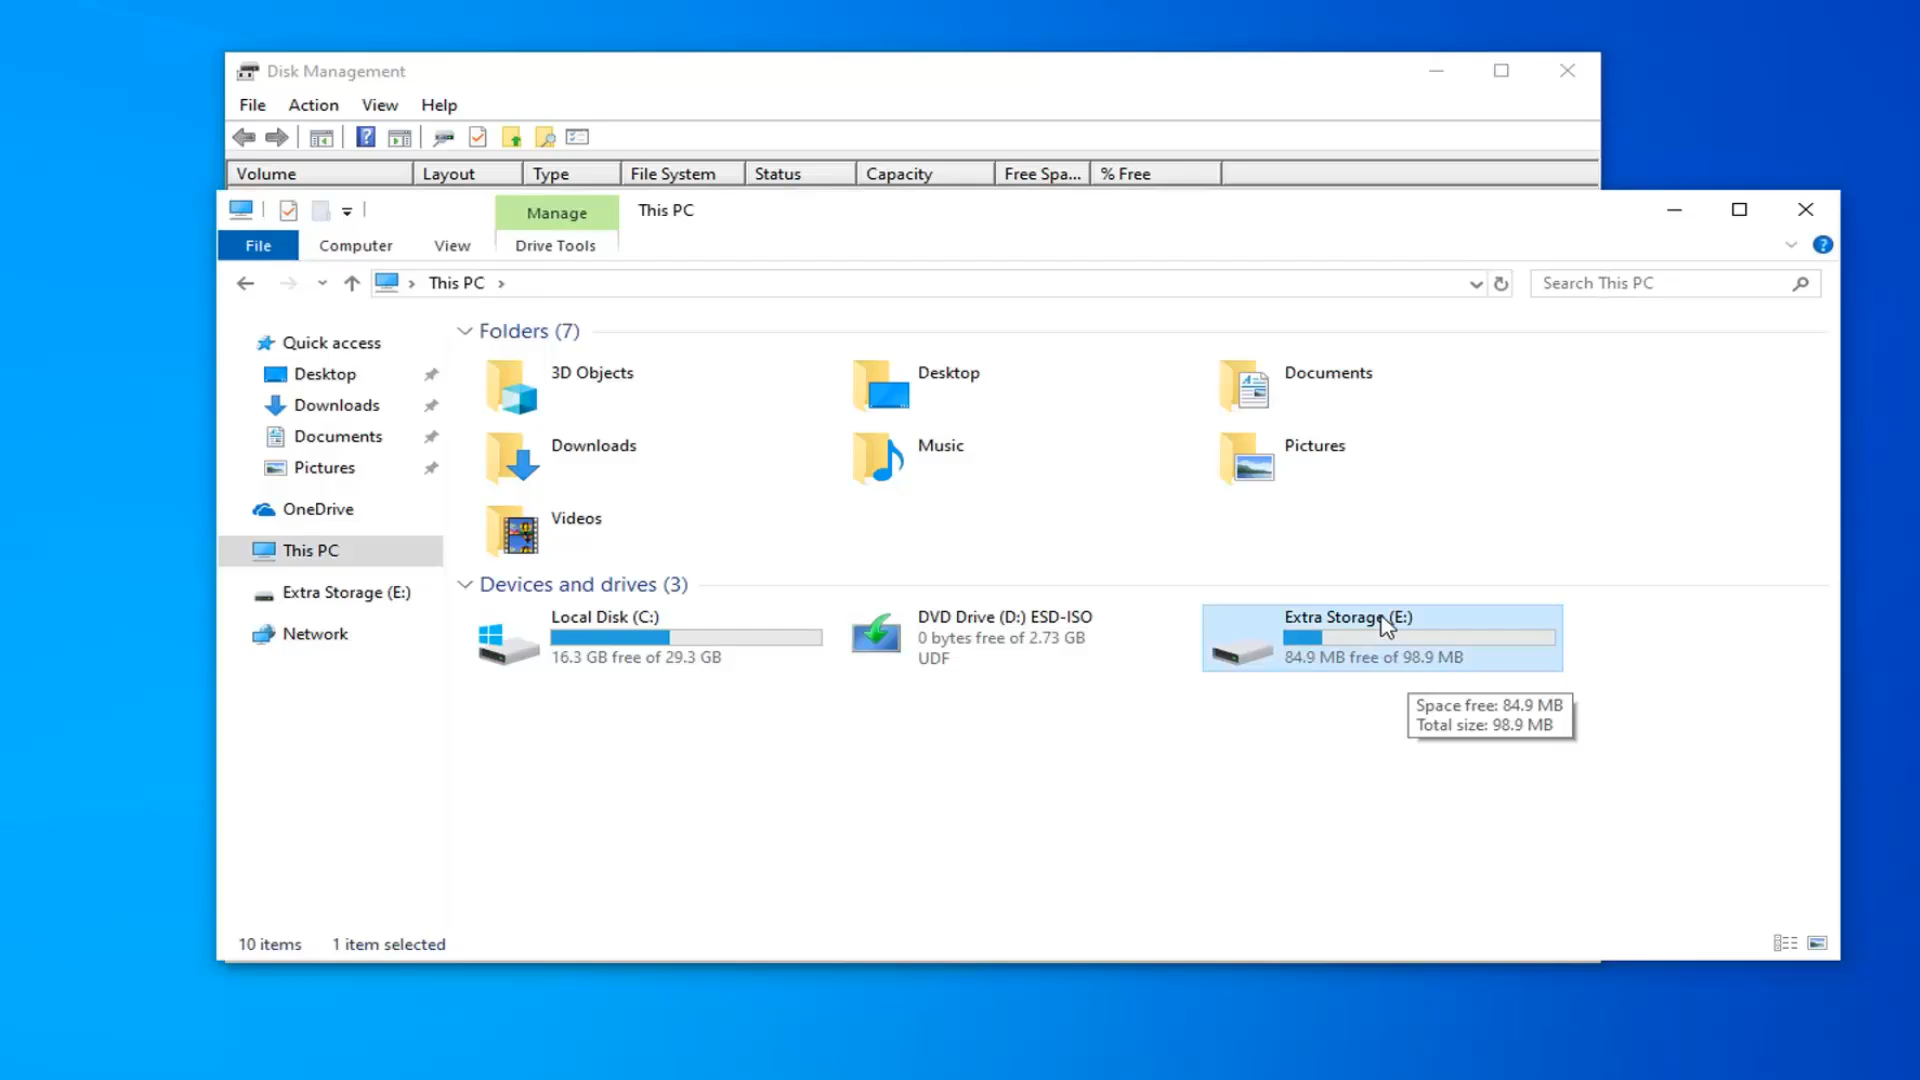 Disk Management
File Action View Help
Volume Layout Type File System Status Capacity Free Spa... % Free
Manage This PC
File Computer View Drive Tools
This PC
Search This PC
Quick access
Desktop
Downloads
Documents
Pictures
OneDrive
This PC
Extra Storage (E:)
Network
Folders (7)
3D Objects Desktop Documents
Downloads Music Pictures
Videos
Devices and drives (3)
Local Disk (C:)
16.3 GB free of 29.3 GB
DVD Drive (D:) ESD-ISO
0 bytes free of 2.73 GB
UDF
Extra Storage (E:)
84.9 MB free of 98.9 MB
Space free: 84.9 MB
Total size: 98.9 MB
10 items 1 item selected